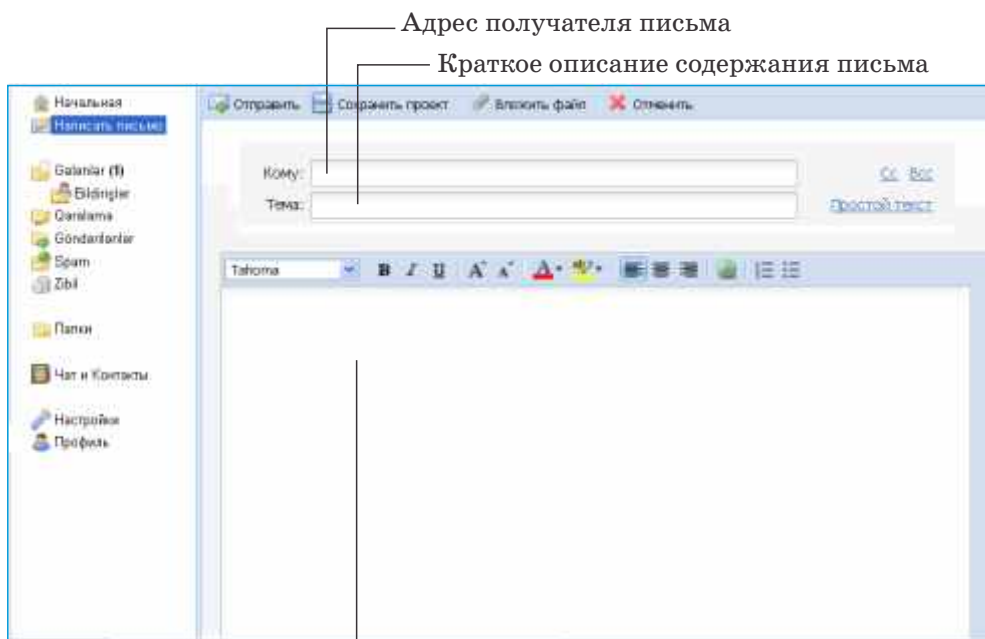 Адрес получателя письма
Краткое описание содержания письма
Начальная
Написать письмо
Gələnlər (1)
Bildirişlər
Qaralama
Göndərilənlər
Spam
Zibil
Папки
Чат и Контакты
Настройки
Профиль
Отправить Сохранить проект Вложить файл Отменить
Кому: Cc Bcc
Тема: Простой текст
Tahoma B I U A A A